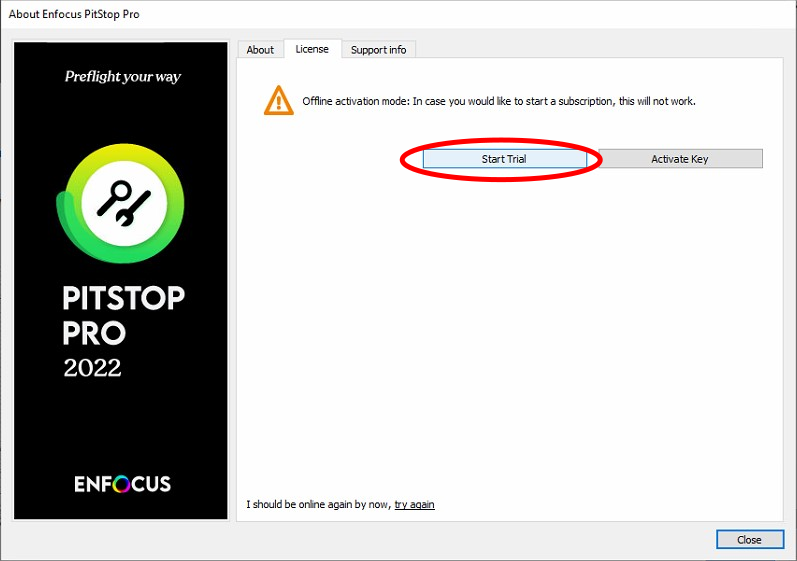 About Enfocus PitStop Pro
Preflight your way
PITSTOP
PRO
2022
ENFOCUS
About
License
Support info
Offline activation mode: In case you would like to start a subscription, this will not work.
Start Trial
Activate Key
I should be online again by now, try again
Close